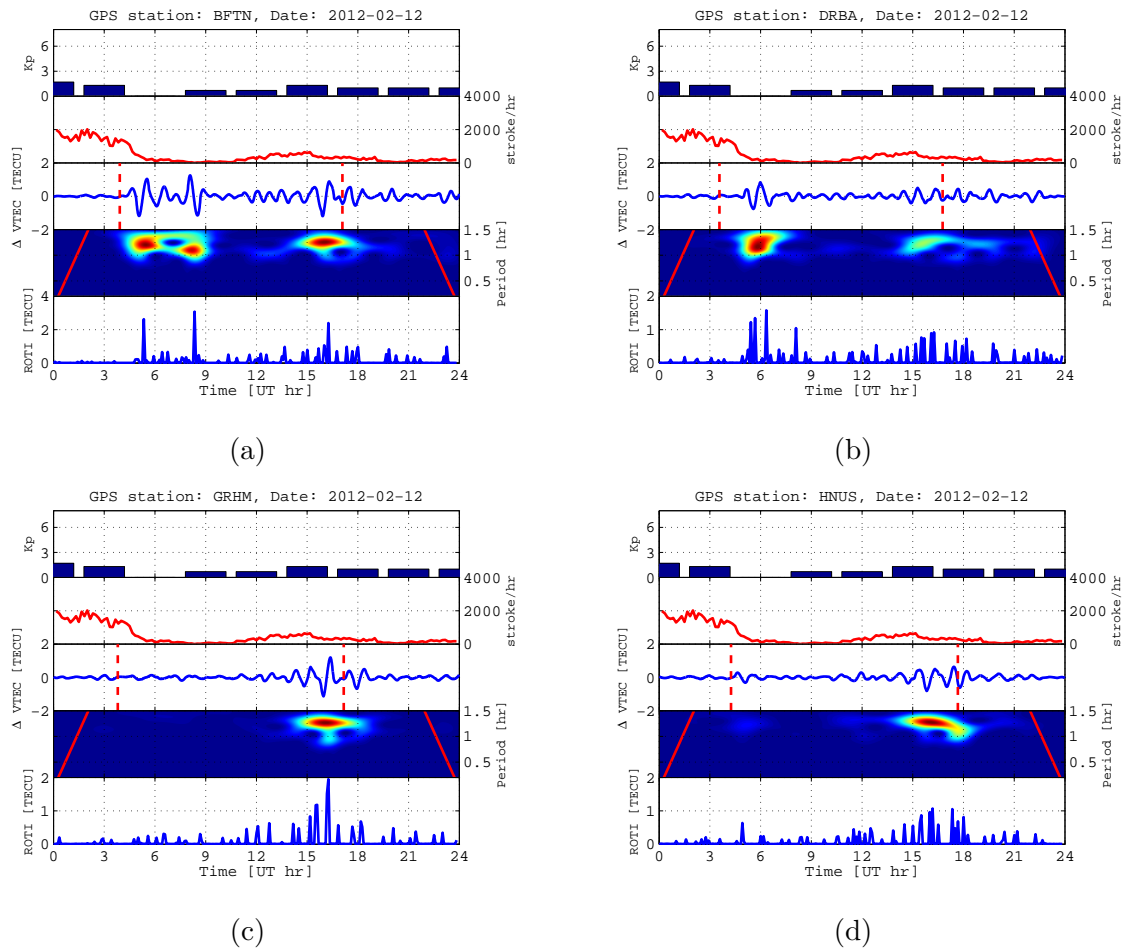 GPS station: BFTN, Date: 2012-02-12
Kp
6
3
0
4000
2000
0
stroke/hr
Δ VTEC [TECU]
2
0
-2
1.5
1
0.5
Period [hr]
ROTI [TECU]
4
2
0
0 3 6 9 12 15 18 21 24
Time [UT hr]
(a)
GPS station: DRBA, Date: 2012-02-12
Kp
6
3
0
4000
2000
0
stroke/hr
Δ VTEC [TECU]
2
0
-2
1.5
1
0.5
Period [hr]
ROTI [TECU]
2
1
0
0 3 6 9 12 15 18 21 24
Time [UT hr]
(b)
GPS station: GRHM, Date: 2012-02-12
Kp
6
3
0
4000
2000
0
stroke/hr
Δ VTEC [TECU]
2
0
-2
1.5
1
0.5
Period [hr]
ROTI [TECU]
2
1
0
0 3 6 9 12 15 18 21 24
Time [UT hr]
(c)
GPS station: HNUS, Date: 2012-02-12
Kp
6
3
0
4000
2000
0
stroke/hr
Δ VTEC [TECU]
2
0
-2
1.5
1
0.5
Period [hr]
ROTI [TECU]
2
1
0
0 3 6 9 12 15 18 21 24
Time [UT hr]
(d)